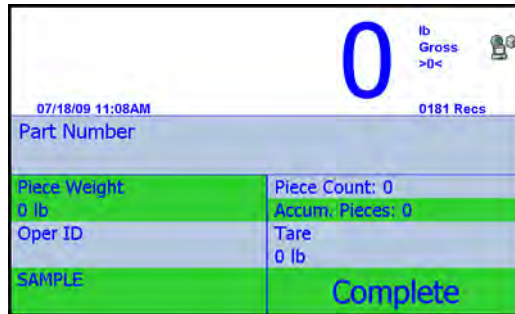 0
lb
Gross
>0<
07/18/09 11:08AM
0181 Recs
Part Number
Piece Weight
0 lb
Piece Count: 0
Accum. Pieces: 0
Oper ID
Tare
0 lb
SAMPLE
Complete